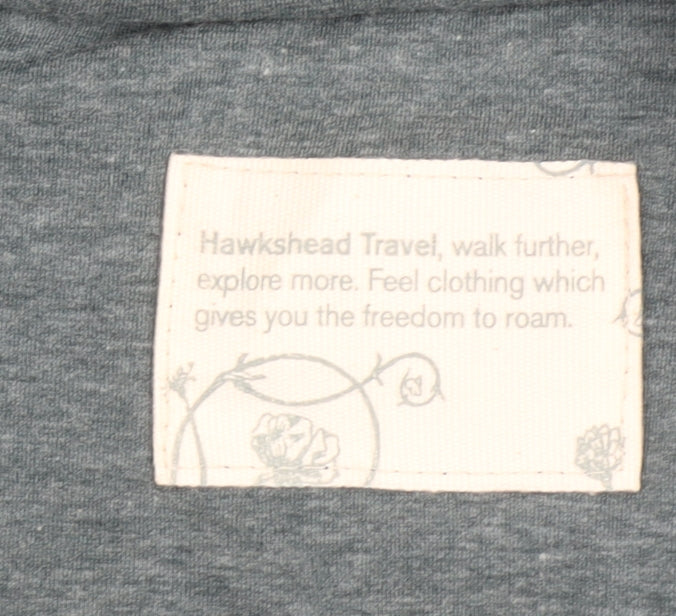 Hawkshead Travel, walk further,
explore more. Feel clothing which
gives you the freedom to roam.